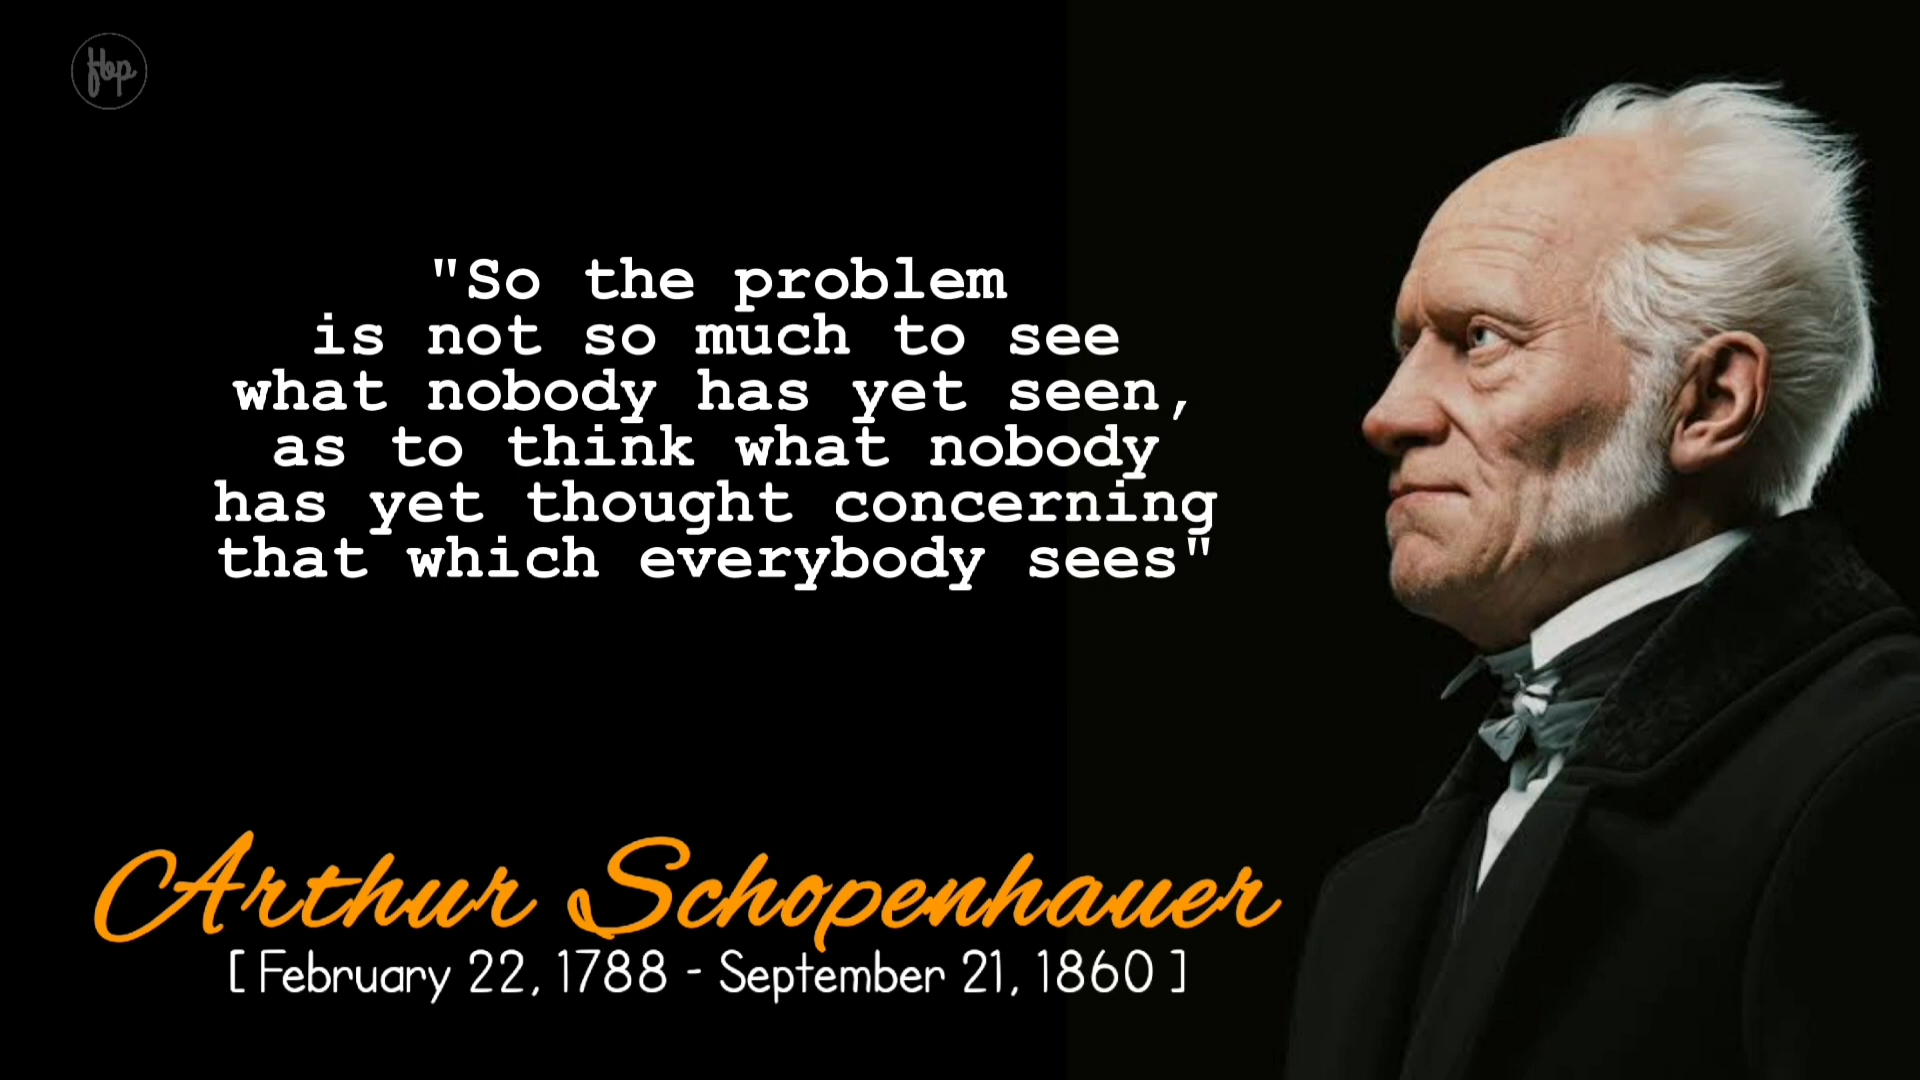 fbp
"So the problem
is not so much to see
what nobody has yet seen,
as to think what nobody
has yet thought concerning
that which everybody sees"
Arthur Schopenhauer
[ February 22, 1788 - September 21, 1860 ]